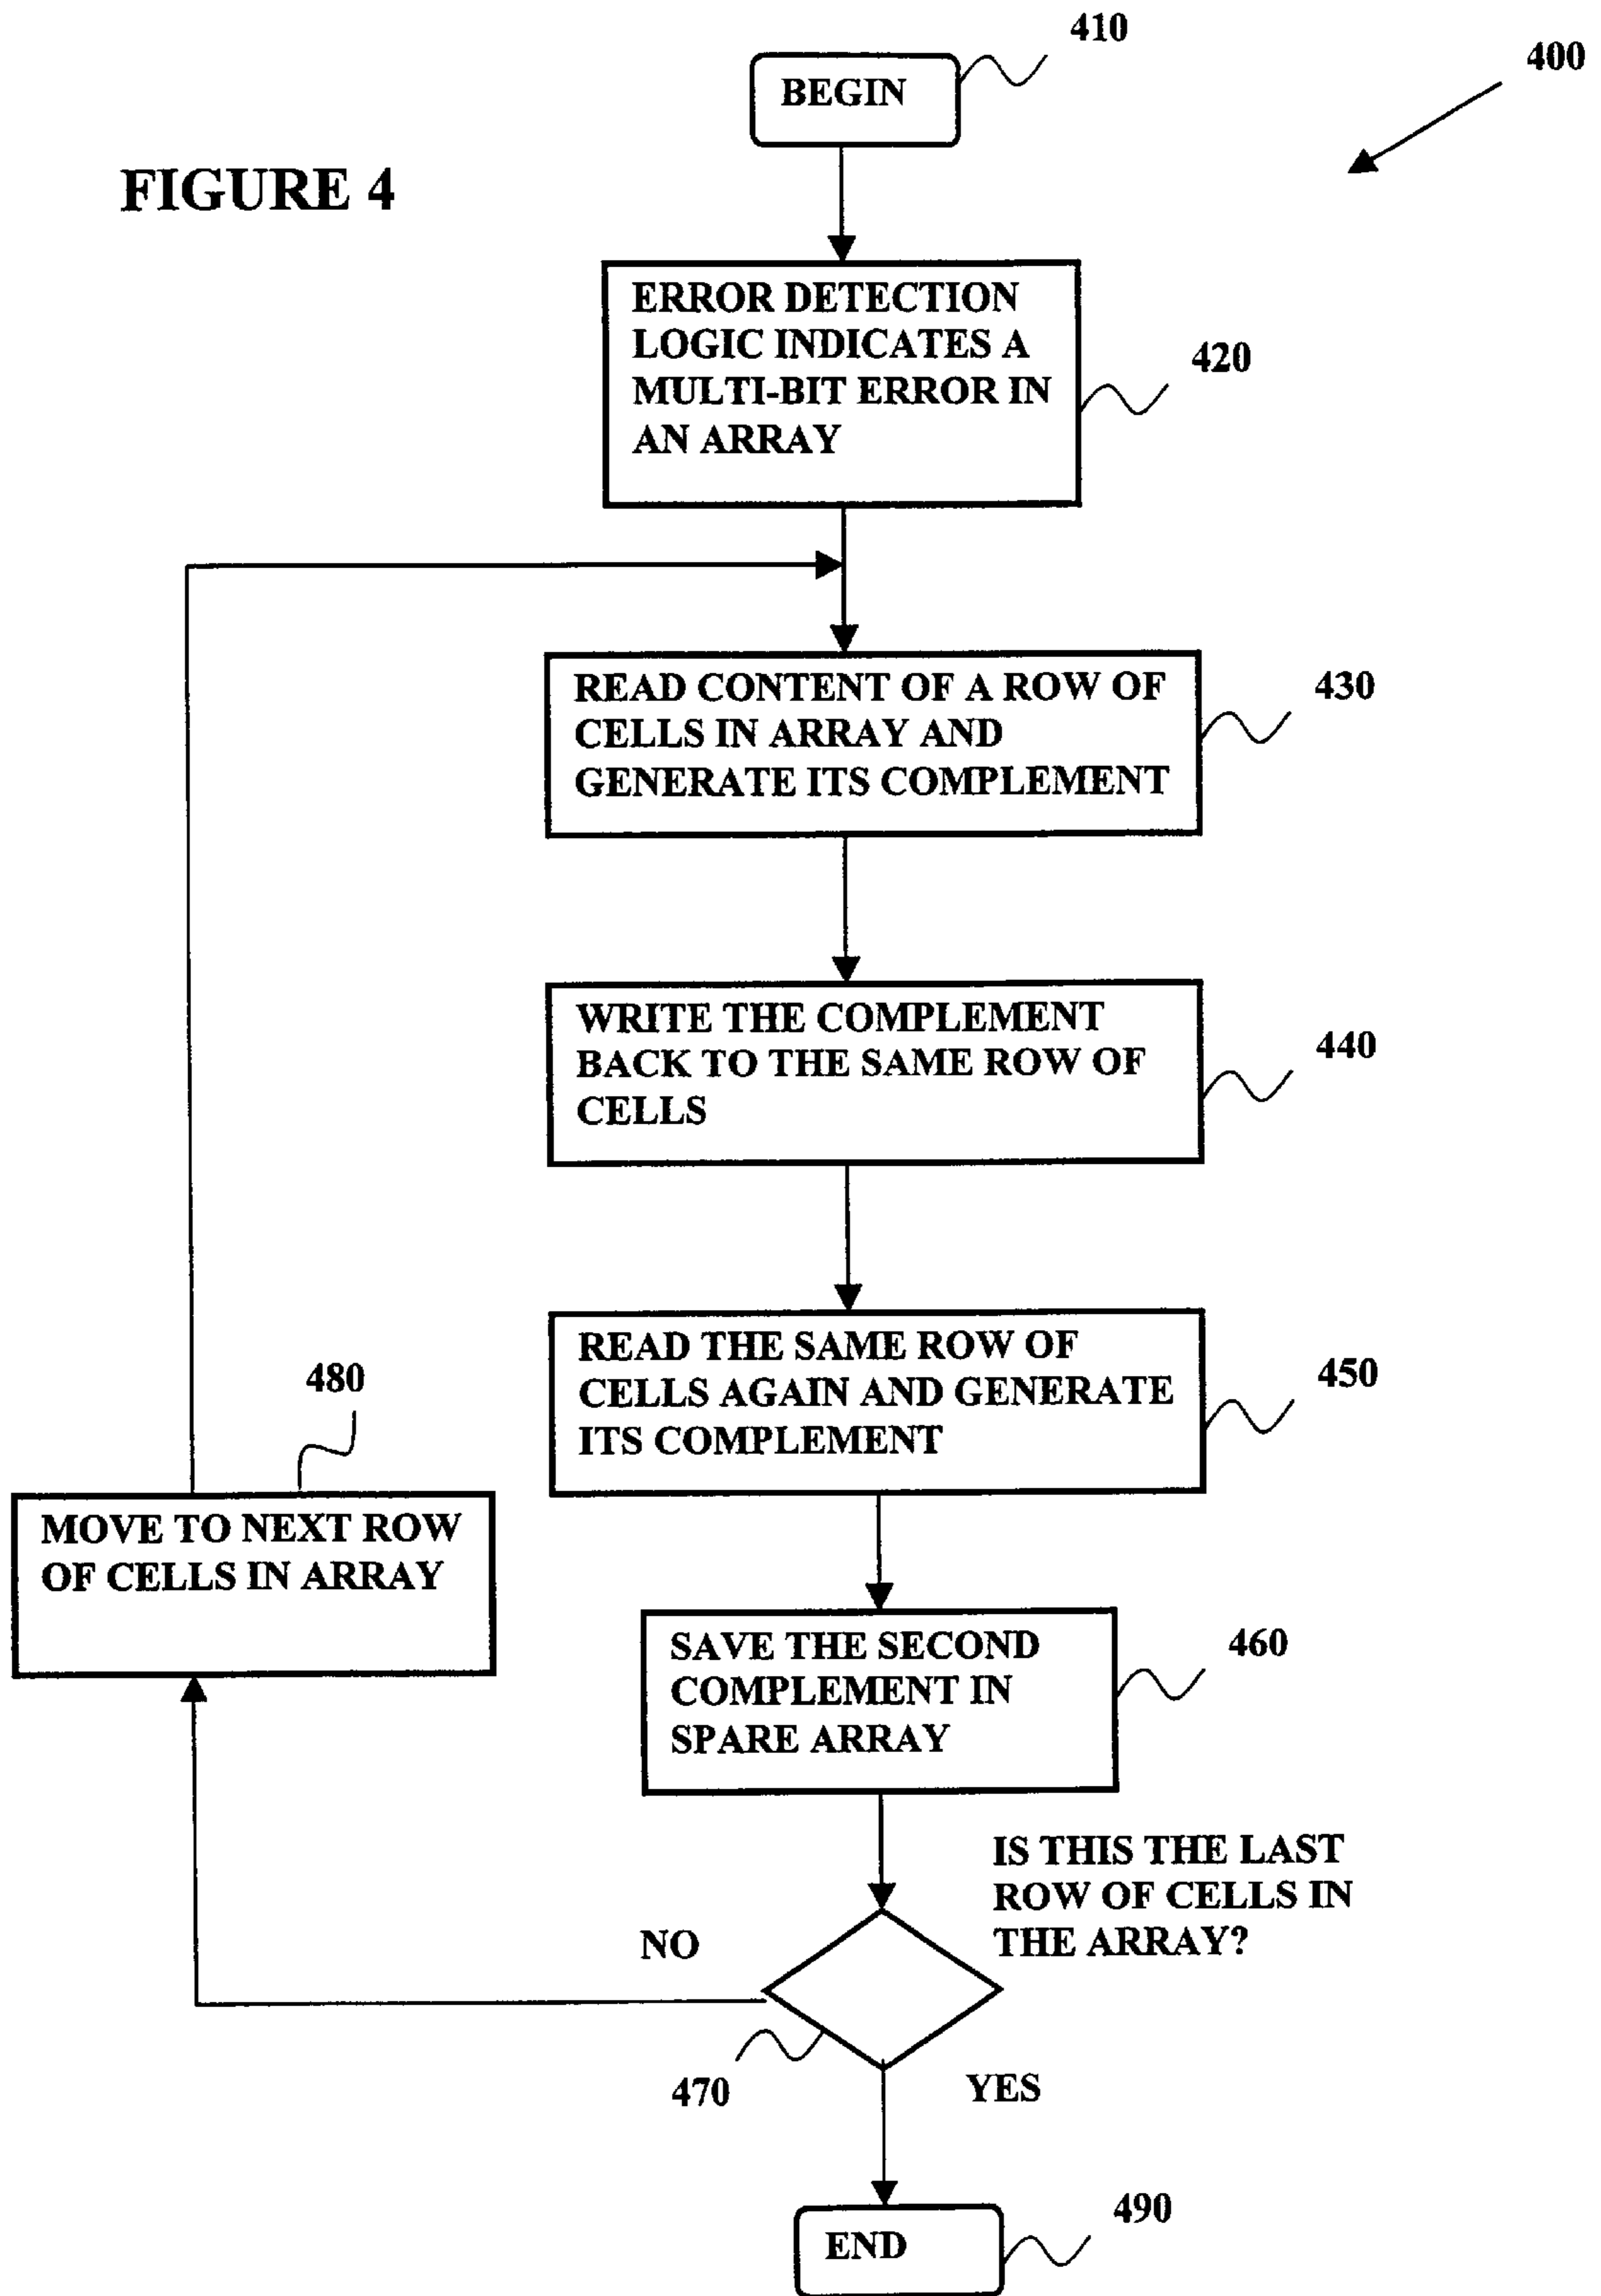 410
400
BEGIN
FIGURE 4
ERROR DETECTION
LOGIC INDICATES A
MULTI-BIT ERROR IN
AN ARRAY
420
READ CONTENT OF A ROW OF
CELLS IN ARRAY AND
GENERATE ITS COMPLEMENT
430
WRITE THE COMPLEMENT
BACK TO THE SAME ROW OF
CELLS
440
READ THE SAME ROW OF
CELLS AGAIN AND GENERATE
ITS COMPLEMENT
450
480
MOVE TO NEXT ROW
OF CELLS IN ARRAY
SAVE THE SECOND
COMPLEMENT IN
SPARE ARRAY
460
IS THIS THE LAST
ROW OF CELLS IN
THE ARRAY?
NO
470
YES
END
490